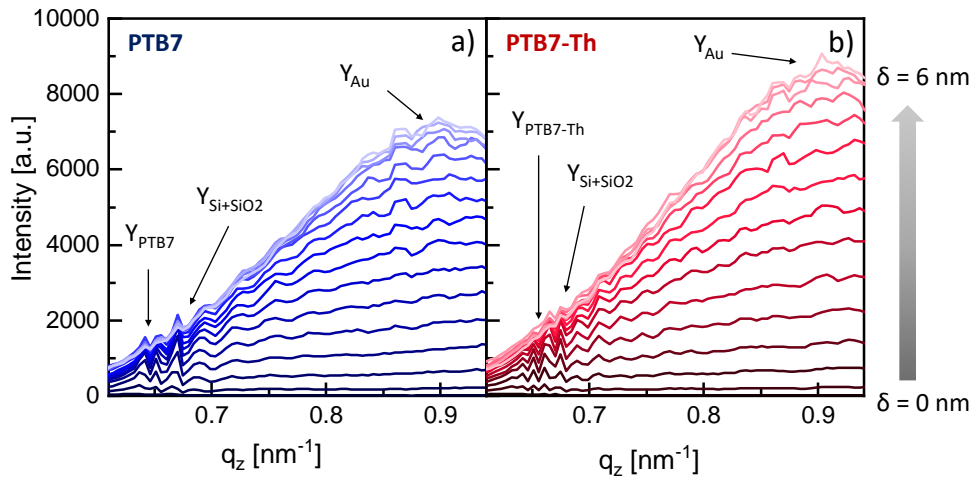 PTB7
a)
Y_Au
Y_Si+SiO2
Y_PTB7
Intensity [a.u.]
10000
8000
6000
4000
2000
0
0.7
0.8
0.9
q_z [nm⁻¹]
PTB7-Th
b)
Y_Au
Y_PTB7-Th
Y_Si+SiO2
0.7
0.8
0.9
q_z [nm⁻¹]
δ = 6 nm
δ = 0 nm